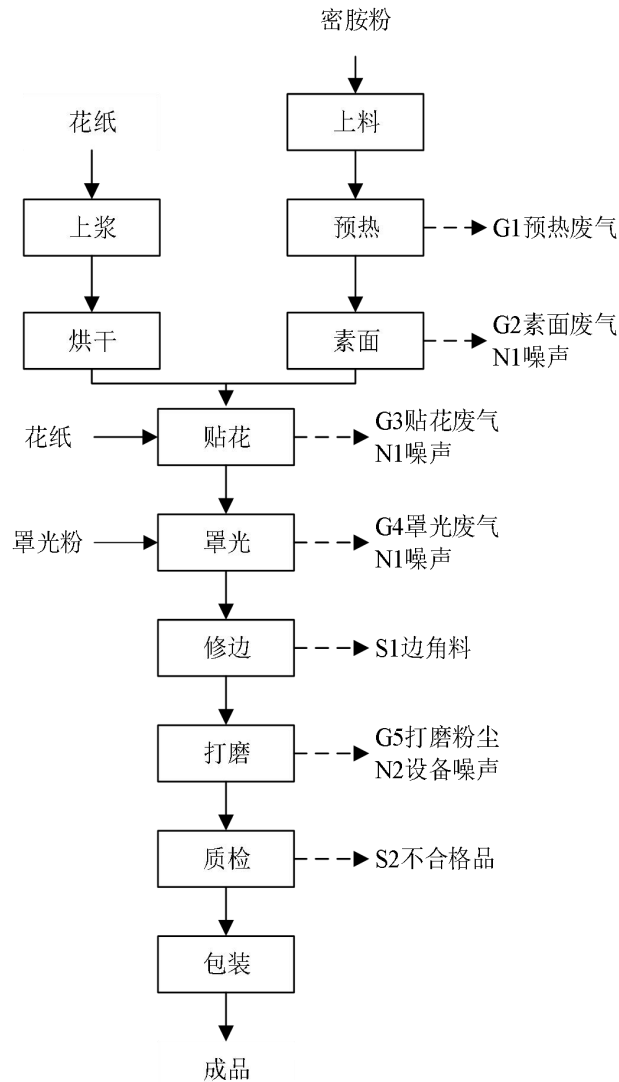 密胺粉
花纸
上料
上浆
预热
G1预热废气
烘干
素面
G2素面废气
N1噪声
花纸
贴花
G3贴花废气
N1噪声
罩光粉
罩光
G4罩光废气
N1噪声
修边
S1边角料
打磨
G5打磨粉尘
N2设备噪声
质检
S2不合格品
包装
成品